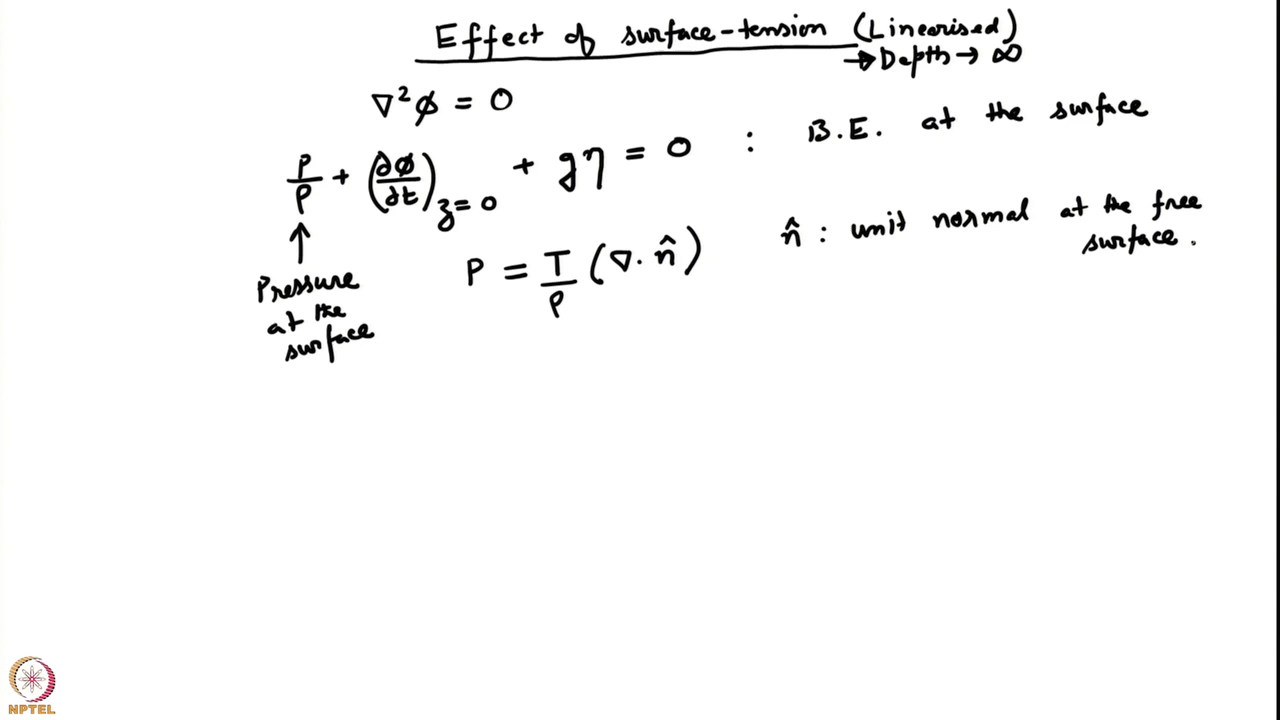 Effect of surface-tension (Linearised)
→ Depth → ∞
∇²φ = 0
P/ρ + (∂φ/∂t)_{z=0} + gη = 0 : B.E. at the surface
↑
Pressure
at the
surface
P = T/ρ (∇. n̂) n̂ : unit normal at the free
surface.
NPTEL